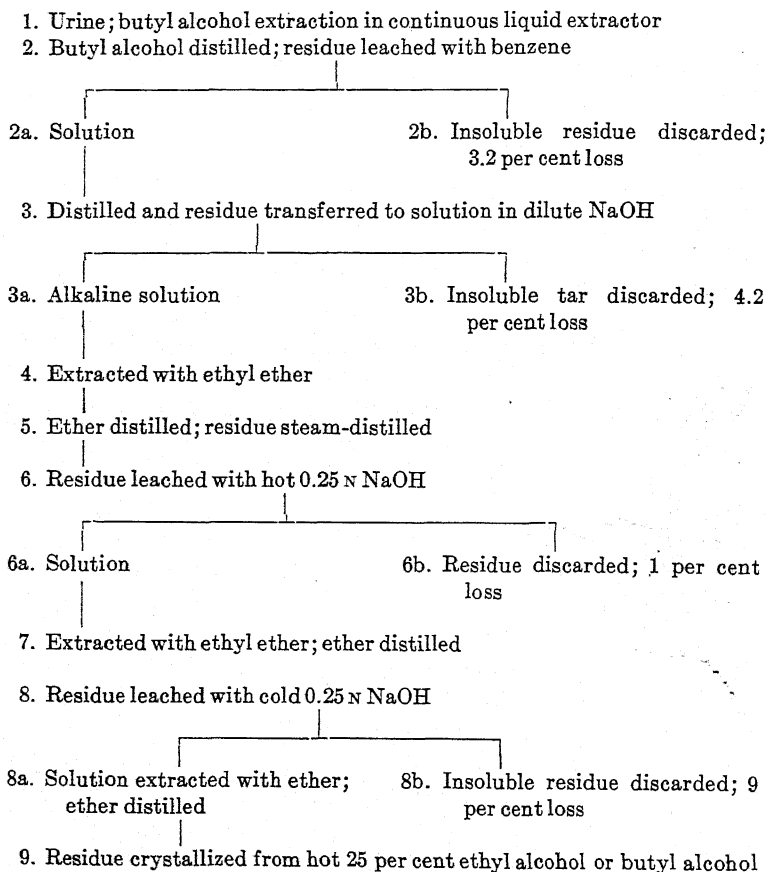 1. Urine; butyl alcohol extraction in continuous liquid extractor
2. Butyl alcohol distilled; residue leached with benzene
2a. Solution
2b. Insoluble residue discarded;
3.2 per cent loss
3. Distilled and residue transferred to solution in dilute NaOH
3a. Alkaline solution
3b. Insoluble tar discarded; 4.2
per cent loss
4. Extracted with ethyl ether
5. Ether distilled; residue steam-distilled
6. Residue leached with hot 0.25 N NaOH
6a. Solution
6b. Residue discarded; 1 per cent
loss
7. Extracted with ethyl ether; ether distilled
8. Residue leached with cold 0.25 N NaOH
8a. Solution extracted with ether;
ether distilled
8b. Insoluble residue discarded; 9
per cent loss
9. Residue crystallized from hot 25 per cent ethyl alcohol or butyl alcohol